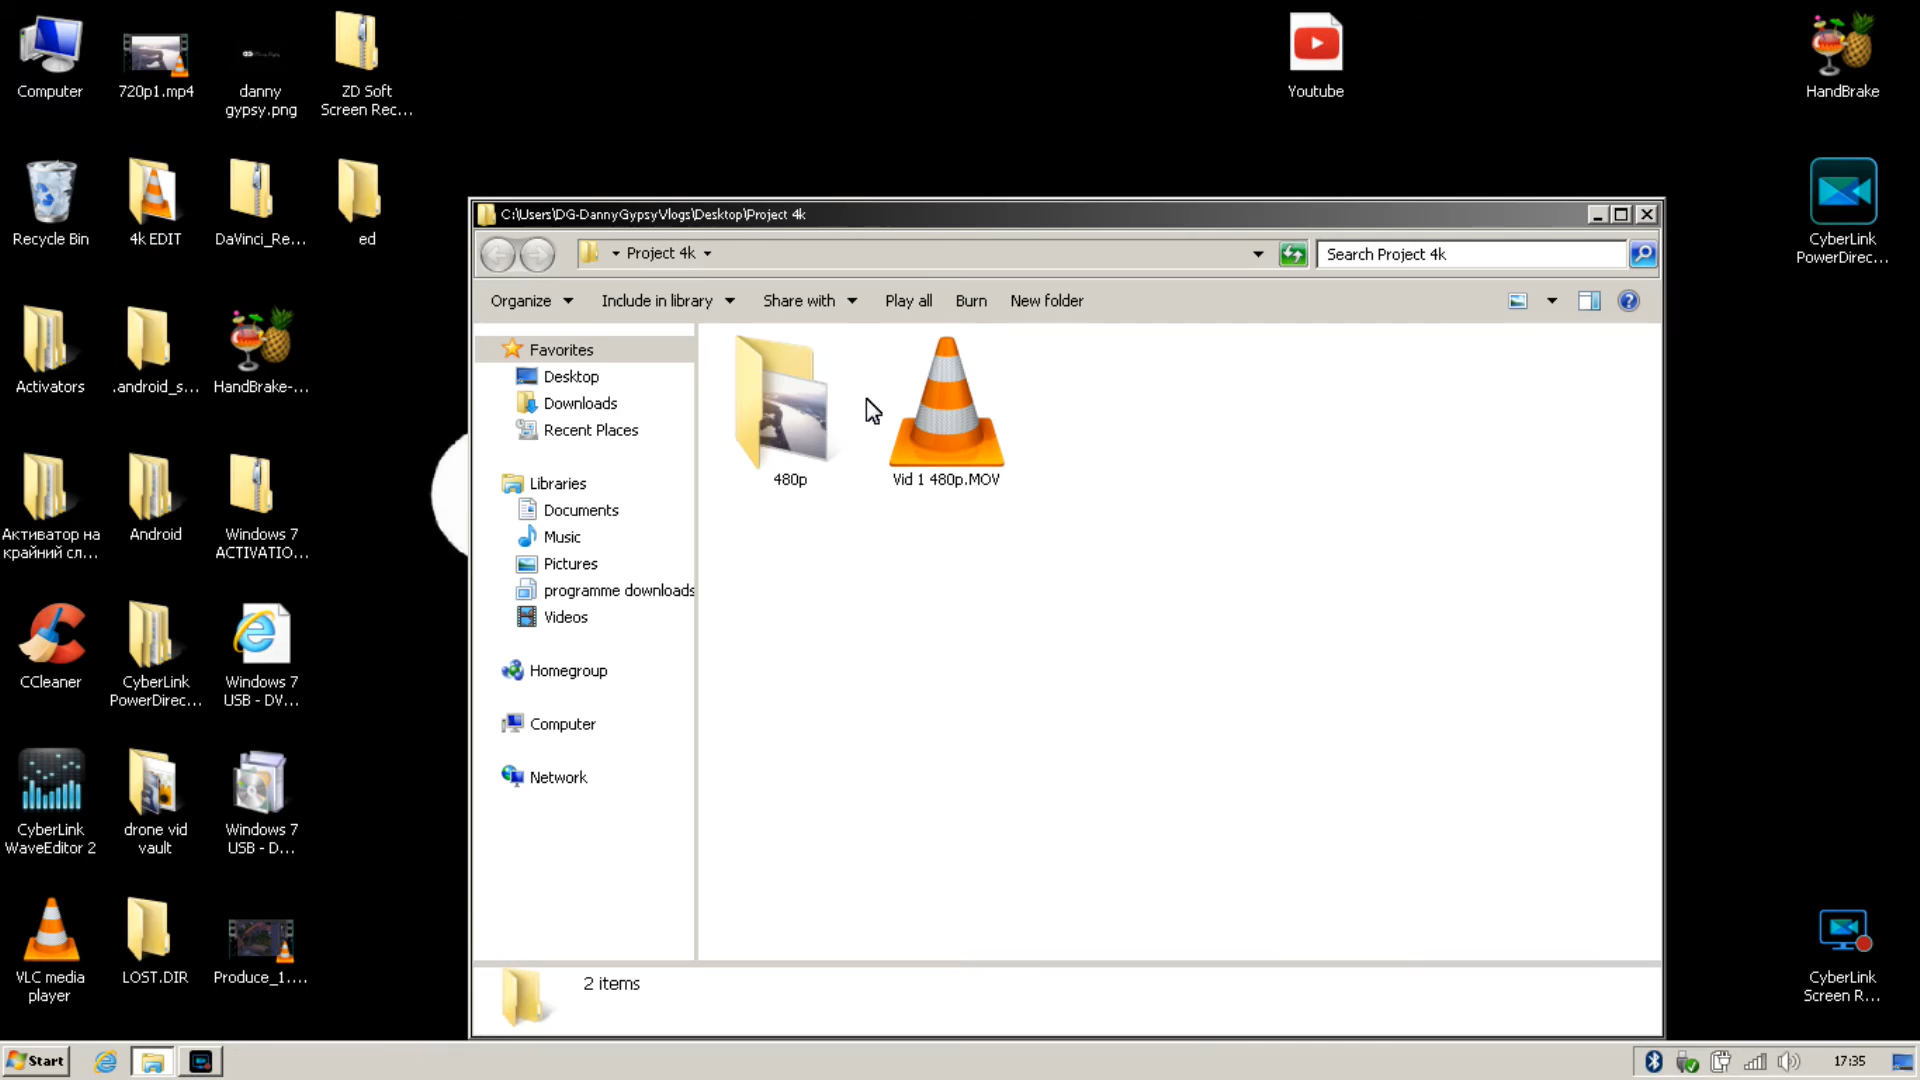 Computer
720p1.mp4
danny
gypsy.png
ZD Soft
Screen Rec...
Youtube
HandBrake
Recycle Bin
4k EDIT
DaVinci_Re...
ed
CyberLink
PowerDirec...
Activators
.android_s...
HandBrake-...
Активатор на
крайний сл...
Android
Windows 7
ACTIVATIO...
CCleaner
CyberLink
PowerDirec...
Windows 7
USB - DV...
CyberLink
WaveEditor 2
drone vid
vault
Windows 7
USB - D...
VLC media
player
LOST.DIR
Produce_1....
CyberLink
Screen R...
C:\Users\DG-DannyGypsyVlogs\Desktop\Project 4k
Project 4k
Search Project 4k
Organize
Include in library
Share with
Play all
Burn
New folder
Favorites
Desktop
Downloads
Recent Places
Libraries
Documents
Music
Pictures
programme downloads
Videos
Homegroup
Computer
Network
480p
Vid 1 480p.MOV
2 items
Start
17:35